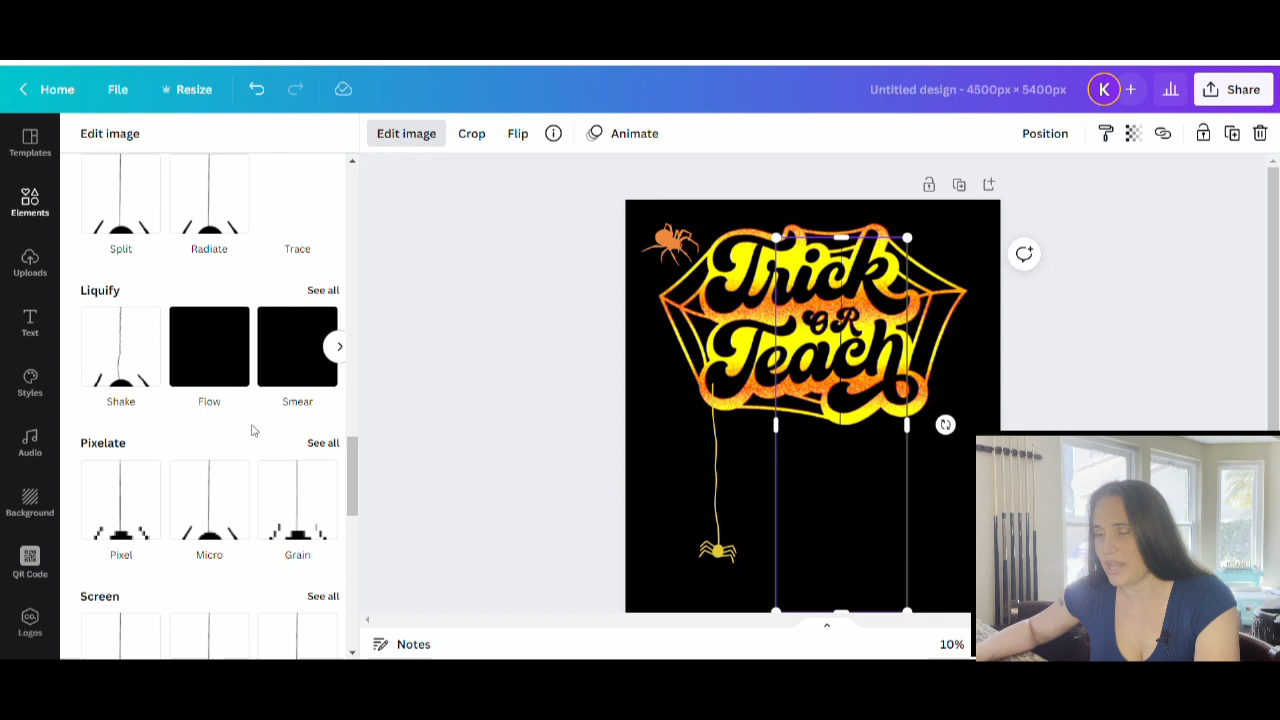 Home File Resize Untitled design - 4500px × 5400px K + Share
Edit image
Edit image Crop Flip Animate Position
Templates
Elements
Uploads
Text
Styles
Audio
Background
QR Code
CO.
Logos
Split Radiate Trace
Liquify See all
Shake Flow Smear
Pixelate See all
Pixel Micro Grain
Screen See all
Trick
OR
Teach
Notes 10%